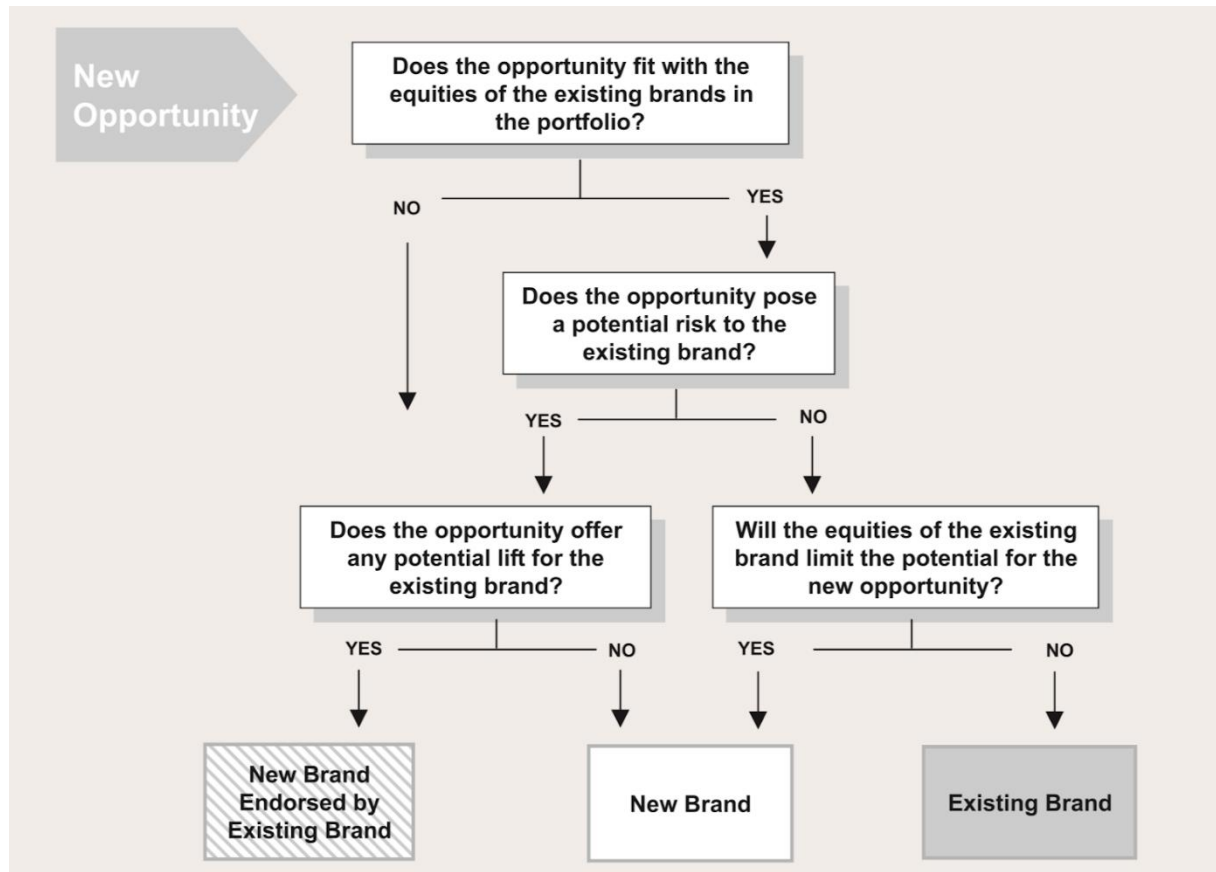 New
Opportunity
Does the opportunity fit with the
equities of the existing brands in
the portfolio?
NO
YES
Does the opportunity pose
a potential risk to the
existing brand?
YES
NO
Does the opportunity offer
any potential lift for the
existing brand?
Will the equities of the existing
brand limit the potential for the
new opportunity?
YES
NO
YES
NO
New Brand
Endorsed by
Existing Brand
New Brand
Existing Brand